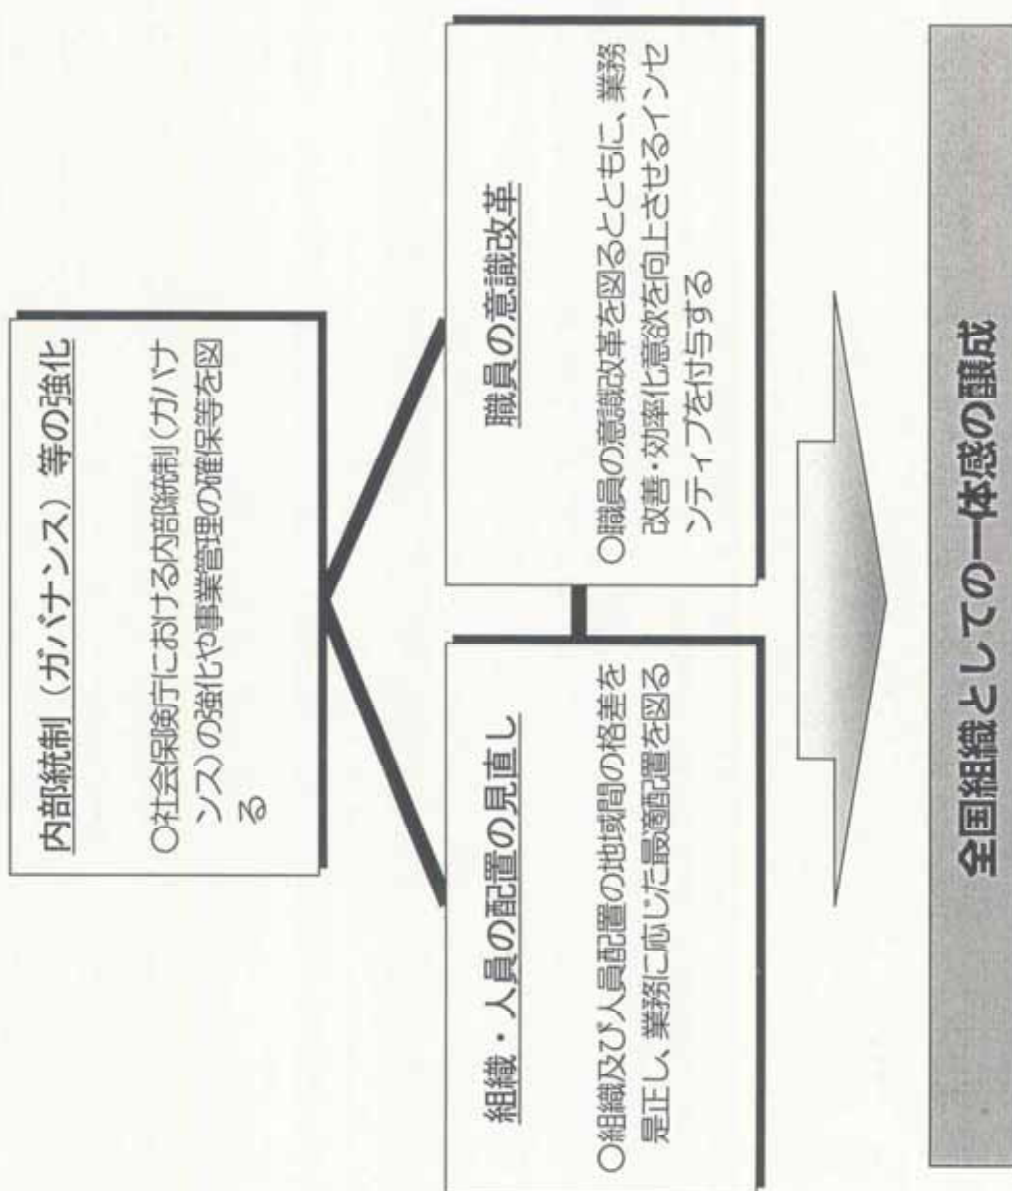 内部統制（ガバナンス）等の強化
○社会保険庁における内部統制（ガバナ
ンス）の強化や事業管理の確保等を図
る
組織・人員の配置の見直し
○組織及び人員配置の地域間の格差を
是正し、業務に応じた最適配置を図る
職員の意識改革
○職員の意識改革を図るとともに、業務
改善・効率化意欲を向上させるインセ
ンティブを付与する
全国組織としての一体感の醸成